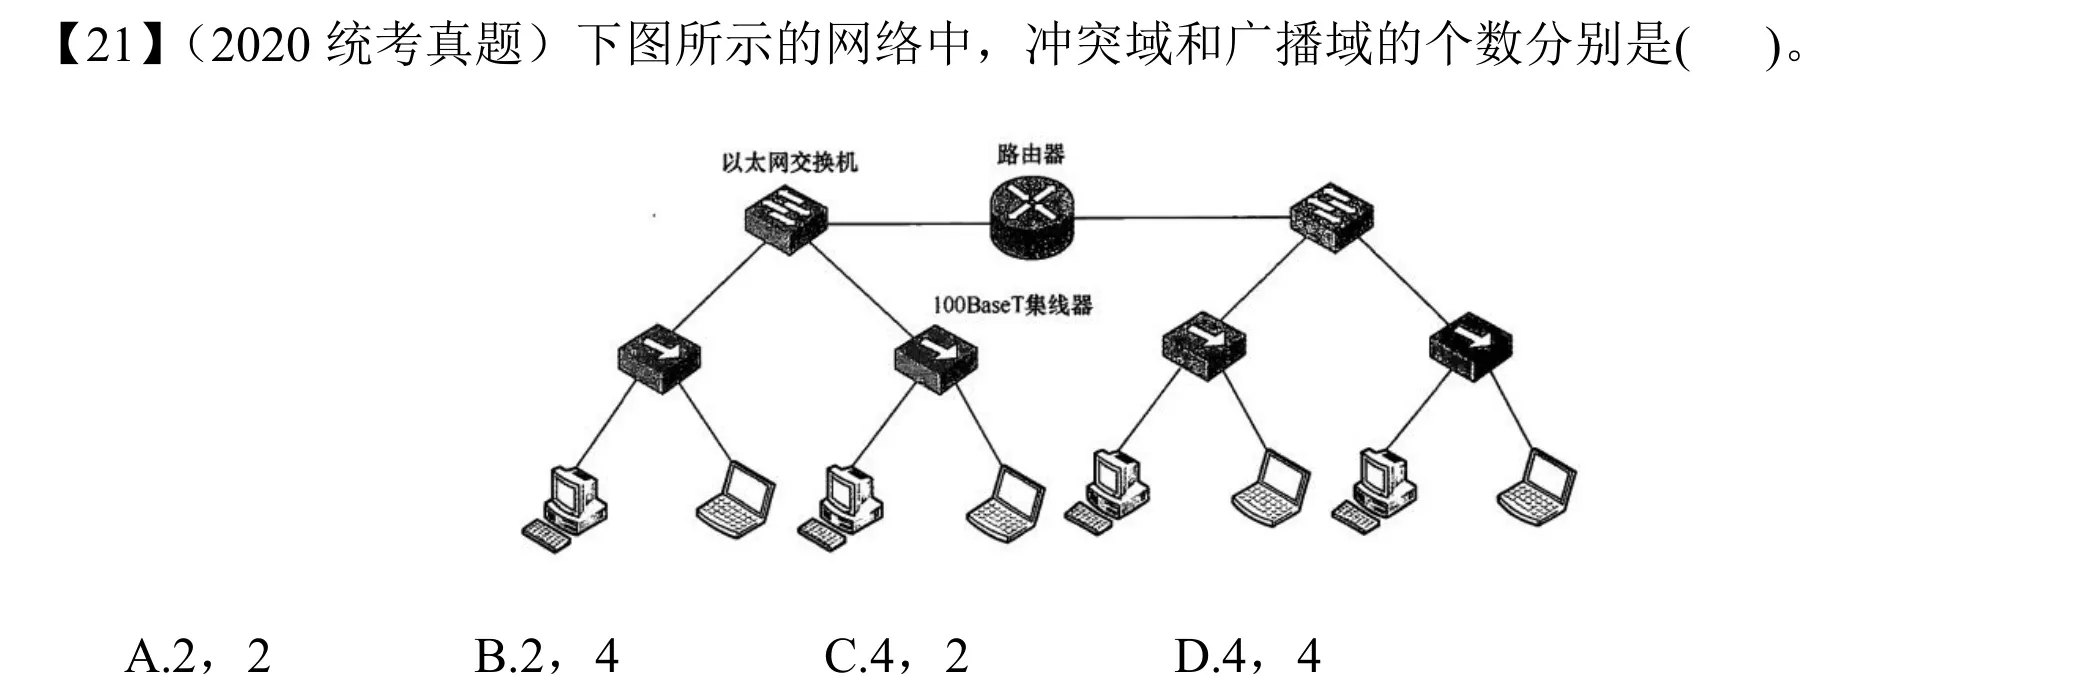 【21】（2020 统考真题）下图所示的网络中，冲突域和广播域的个数分别是(     )。
以太网交换机
路由器
100BaseT集线器
A.2，2    B.2，4    C.4，2    D.4，4